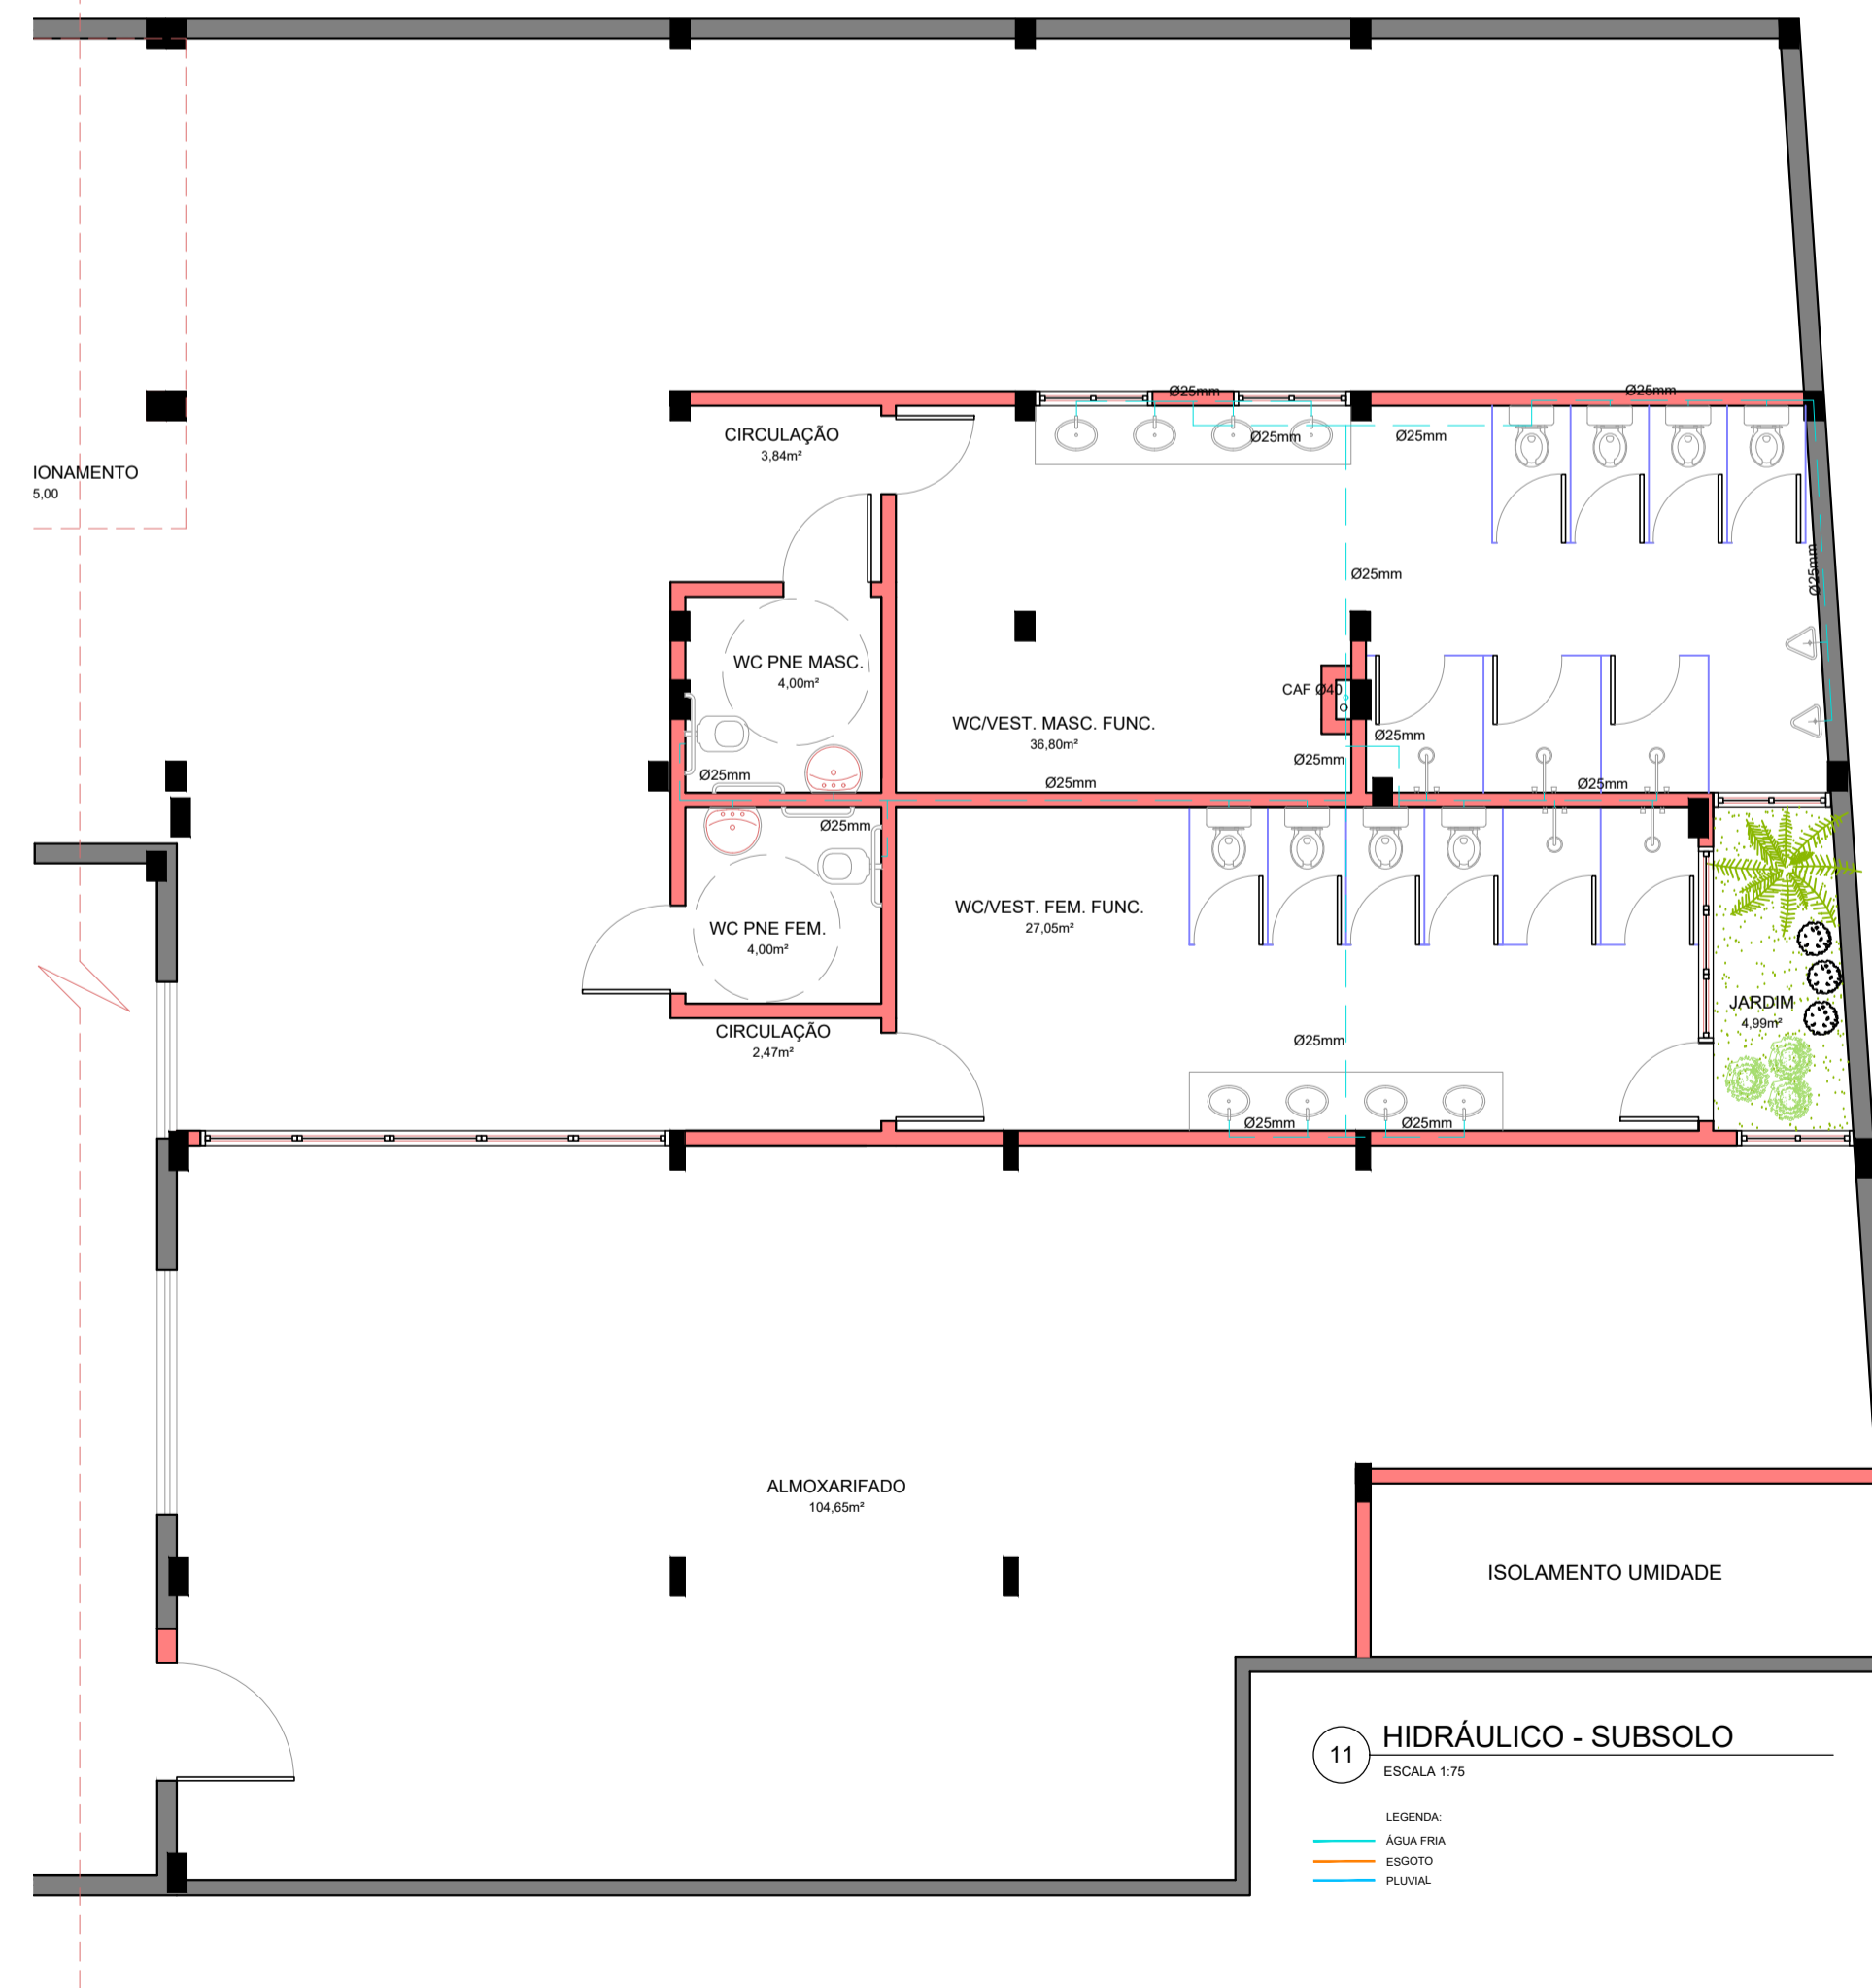 Ø25mm
Ø25mm
CIRCULAÇÃO
3,84m²
Ø25mm
Ø25mm
IONAMENTO
5,00
Ø25mm
Ø25mm
WC PNE MASC.
4,00m²
CAF Ø40
WC/VEST. MASC. FUNC.
36,80m²
Ø25mm
Ø25mm
Ø25mm
Ø25mm
Ø25mm
Ø25mm
WC/VEST. FEM. FUNC.
27,05m²
WC PNE FEM.
4,00m²
JARDIM
4,99m²
CIRCULAÇÃO
2,47m²
Ø25mm
Ø25mm
Ø25mm
ALMOXARIFADO
104,65m²
ISOLAMENTO UMIDADE
11
HIDRÁULICO - SUBSOLO
ESCALA 1:75
LEGENDA:
ÁGUA FRIA
ESGOTO
PLUVIAL